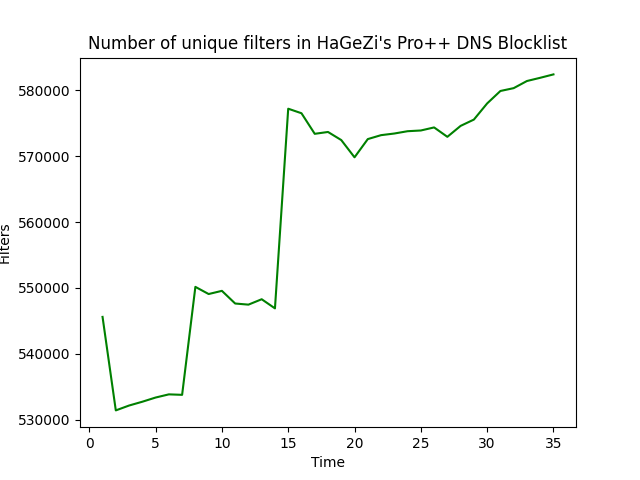 Number of unique filters in HaGeZi's Pro++ DNS Blocklist
580000
570000
560000
550000
540000
530000
Filters
0 5 10 15 20 25 30 35
Time